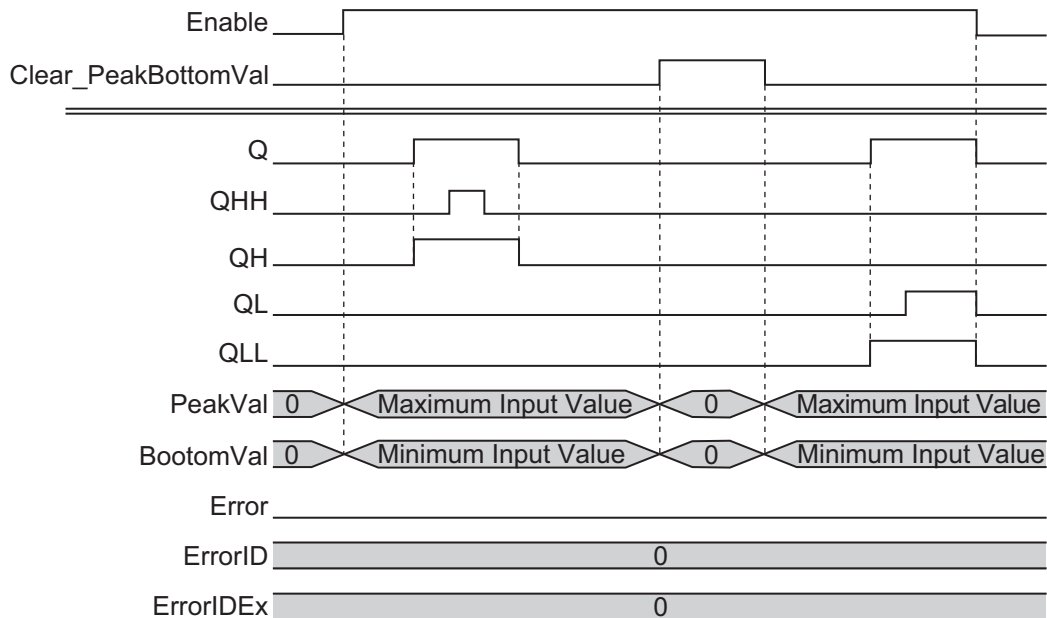 Enable
Clear_PeakBottomVal
Q
QHH
QH
QL
QLL
PeakVal 0 Maximum Input Value 0 Maximum Input Value
BootomVal 0 Minimum Input Value 0 Minimum Input Value
Error
ErrorID 0
ErrorIDEx 0